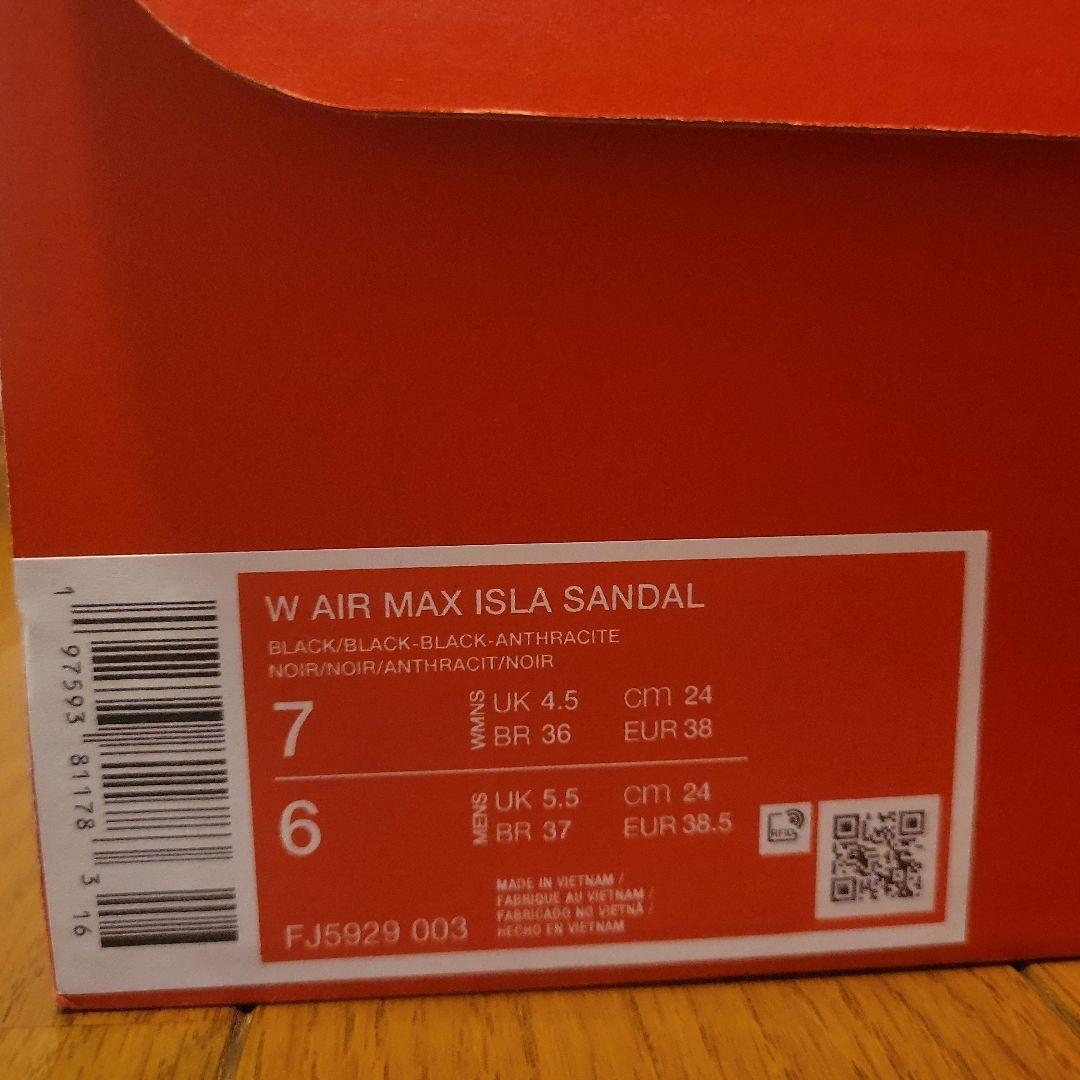 W AIR MAX ISLA SANDAL
BLACK/BLACK-BLACK-ANTHRACITE
NOIR/NOIR/ANTHRACIT/NOIR
7 WMNS UK 4.5 cm 24
BR 36 EUR 38
6 MENS UK 5.5 cm 24
BR 37 EUR 38.5
RFID
MADE IN VIETNAM /
FABRIQUE AU VIETNAM /
FABRICADO NO VIETNÃ /
HECHO EN VIETNAM
FJ5929 003
1 97593 81178 3 16